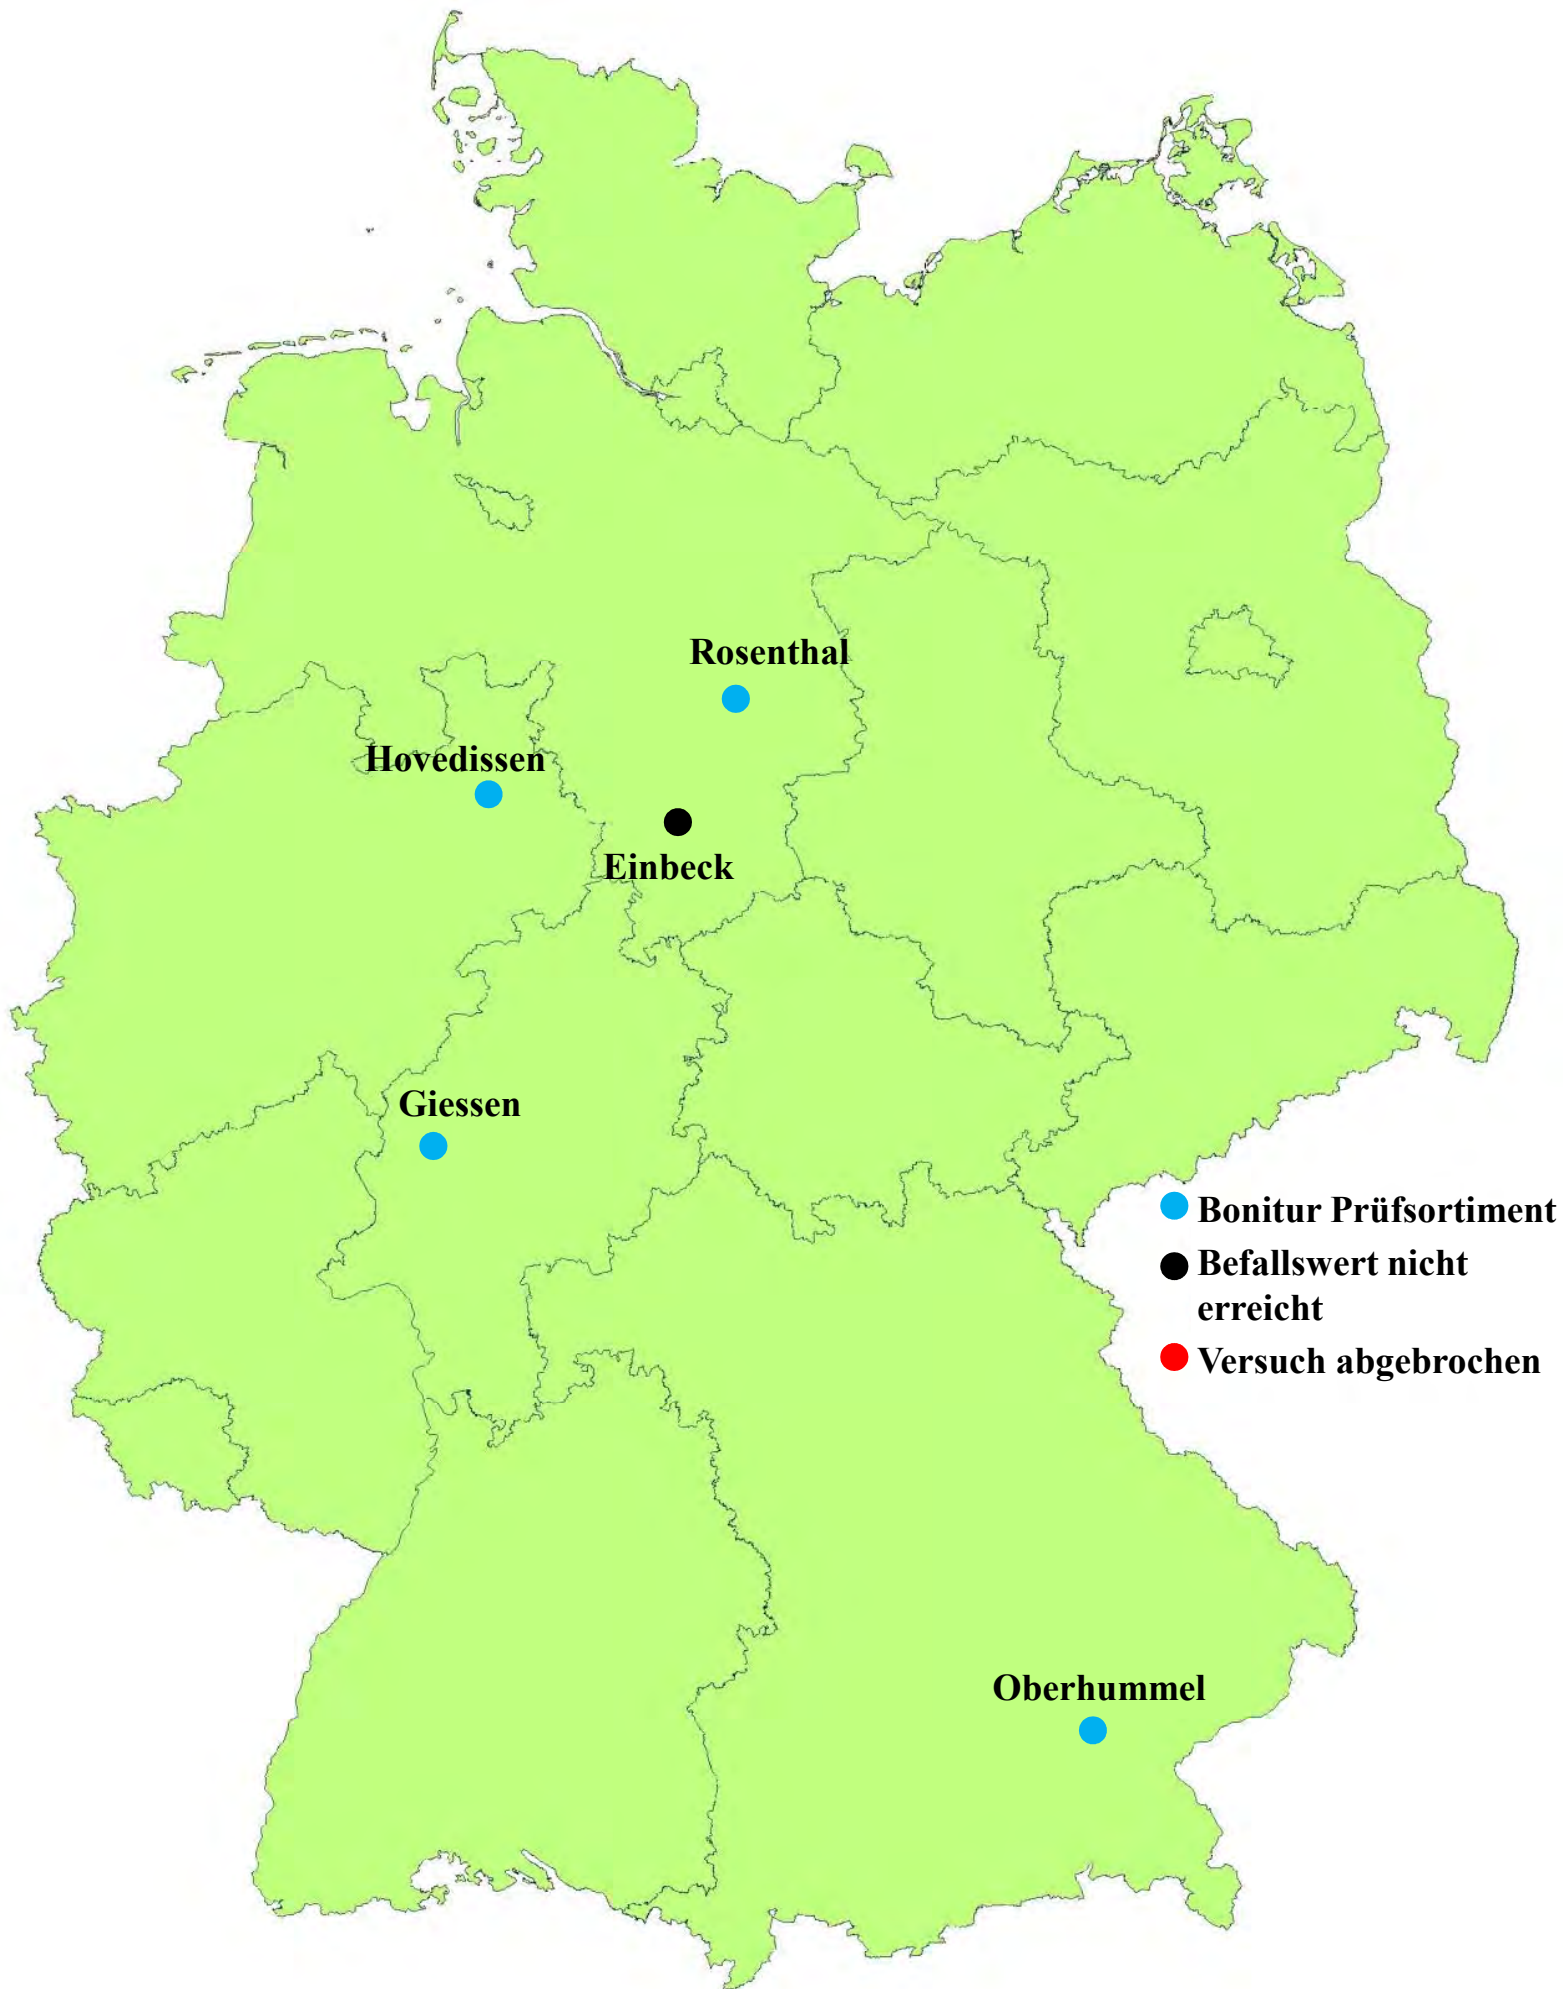 Rosenthal
Hovedissen
Einbeck
Giessen
Bonitur Prüfsortiment
Befallswert nicht
erreicht
Versuch abgebrochen
Oberhummel